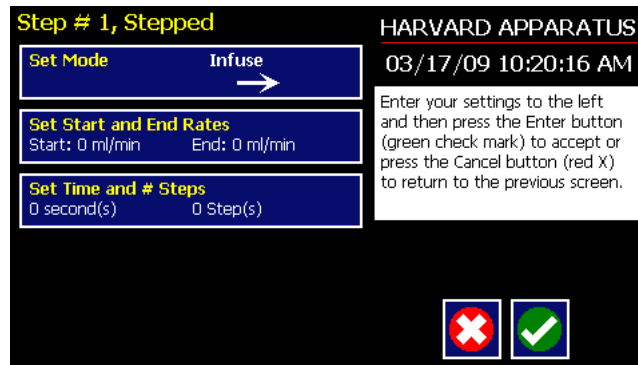 Step # 1, Stepped
Set Mode Infuse
Set Start and End Rates
Start: 0 ml/min End: 0 ml/min
Set Time and # Steps
0 second(s) 0 Step(s)
HARVARD APPARATUS
03/17/09 10:20:16 AM
Enter your settings to the left
and then press the Enter button
(green check mark) to accept or
press the Cancel button (red X)
to return to the previous screen.